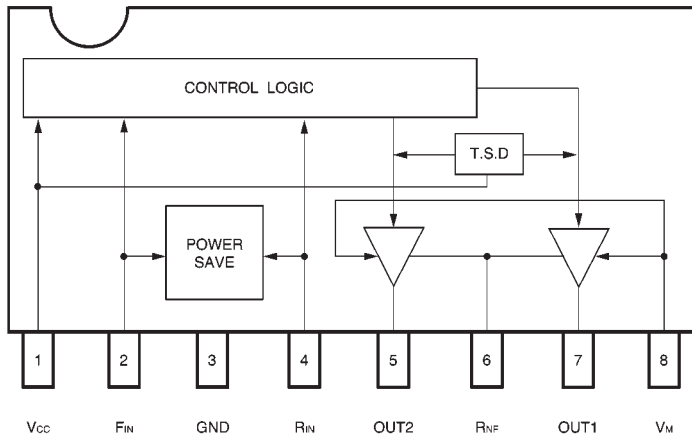 CONTROL LOGIC
T.S.D
POWER
SAVE
1 2 3 4 5 6 7 8
VCC FIN GND RIN OUT2 RNF OUT1 VM